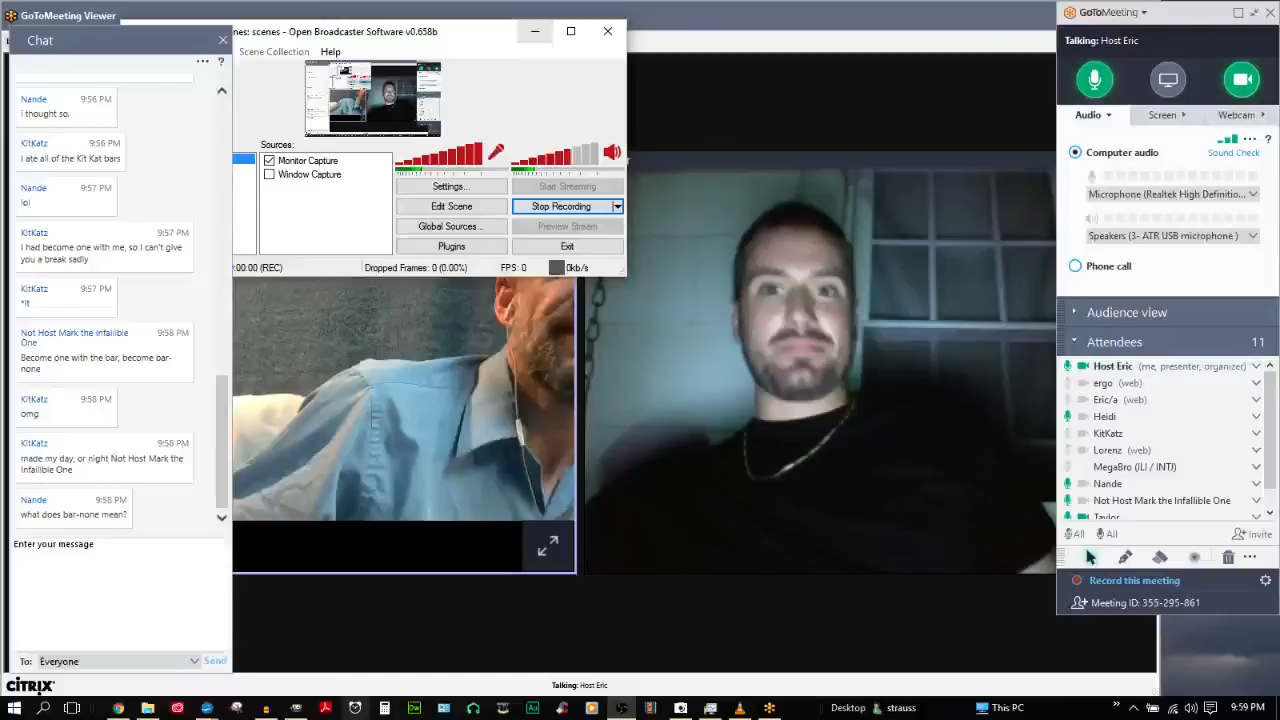 GoToMeeting Viewer
Chat
?
Nande 9:56 PM
I thought so.
KitKatz 9:56 PM
I ate all of the Kit Kat bars
Nande 9:57 PM
lol
KitKatz 9:57 PM
I had become one with me, so I can't give
you a break sadly
KitKatz 9:57 PM
*It
Not Host Mark the Infallible
One 9:58 PM
Become one with the bar, become bar-
none
KitKatz 9:58 PM
omg
KitKatz 9:58 PM
made my day, or night Not Host Mark the
Infallible One
Nande 9:58 PM
what does bar-none mean?
Enter your message
To: Everyone Send
CITRIX
nes: scenes - Open Broadcaster Software v0.658b
Scene Collection Help
Sources:
Monitor Capture
Window Capture
Settings... Start Streaming
Edit Scene Stop Recording
Global Sources... Preview Stream
Plugins Exit
0:00:00 (REC) Dropped Frames: 0 (0.00%) FPS: 0 0kb/s
Talking: Host Eric
GoToMeeting
Talking: Host Eric
Audio Screen Webcam
?
Computer audio Sound Check
Microphone (Realtek High Definitio...
Speakers (3- ATR USB microphone )
Phone call
Audience view
Attendees 11
Host Eric (me, presenter, organizer)
ergo (web)
Eric/a (web)
Heidi
KitKatz
Lorenz (web)
MegaBro (ILI / INTJ)
Nande
Not Host Mark the Infallible One
Taylor
All All Invite
Record this meeting
Meeting ID: 355-295-861
Dw Au Desktop strauss This PC 9:59 PM